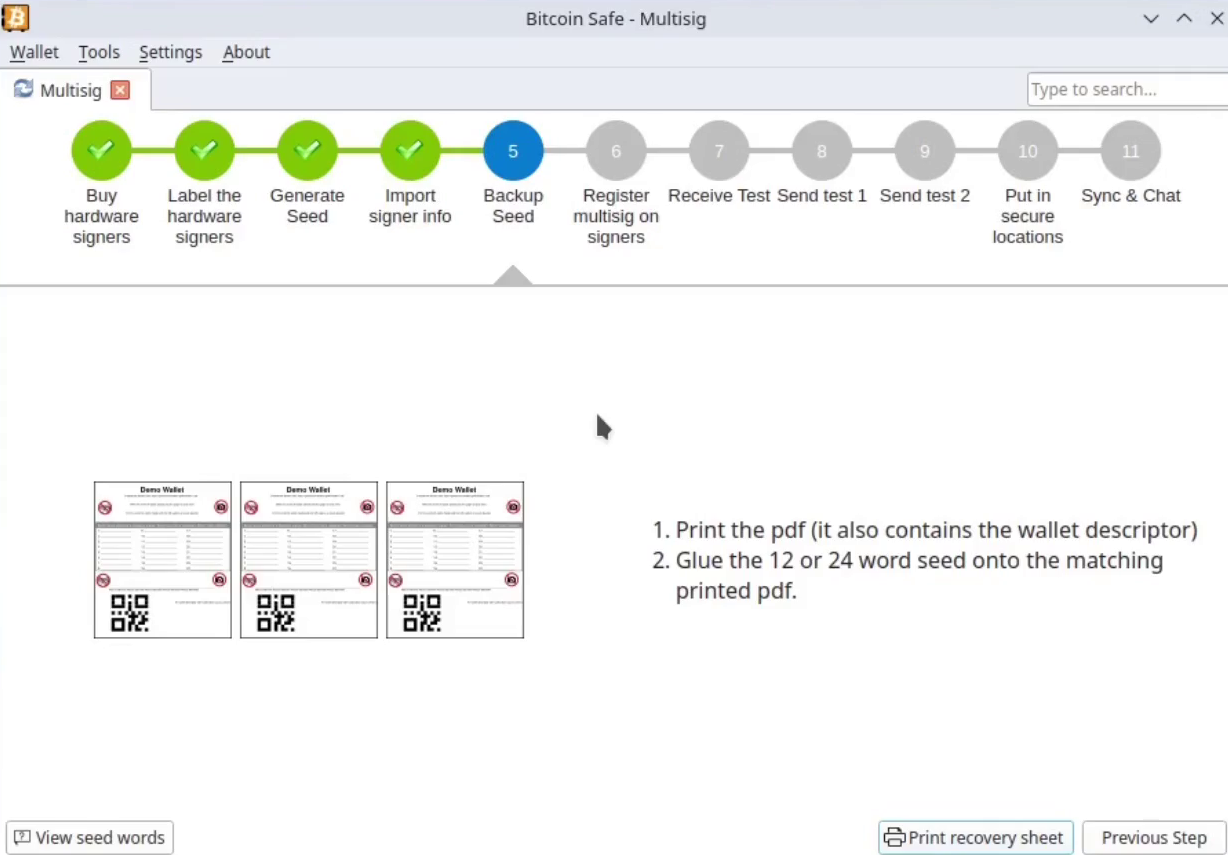 Bitcoin Safe - Multisig
Wallet Tools Settings About
Multisig
Type to search...
5 6 7 8 9 10 11
Buy
hardware
signers
Label the
hardware
signers
Generate
Seed
Import
signer info
Backup
Seed
Register
multisig on
signers
Receive Test
Send test 1
Send test 2
Put in
secure
locations
Sync & Chat
Demo Wallet
Demo Wallet
Demo Wallet
1. Print the pdf (it also contains the wallet descriptor)
2. Glue the 12 or 24 word seed onto the matching
printed pdf.
View seed words
Print recovery sheet
Previous Step